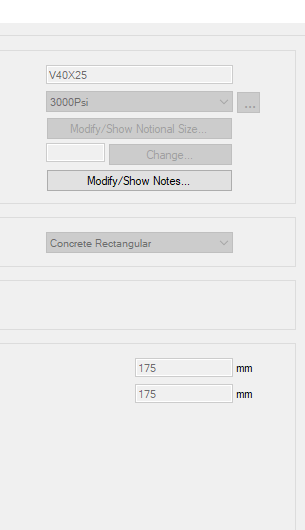 V40X25
3000Psi
...
Modify/Show Notional Size...
Change...
Modify/Show Notes...
Concrete Rectangular
175 mm
175 mm